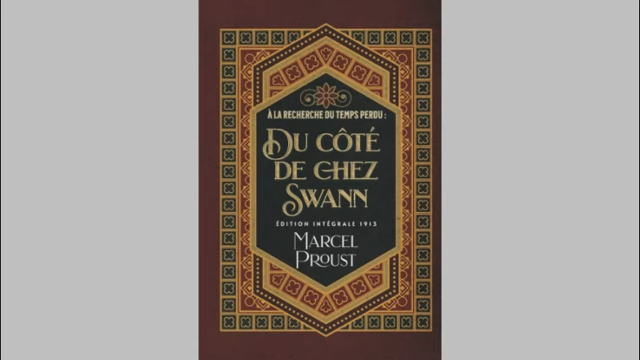 À LA RECHERCHE DU TEMPS PERDU :
DU CÔTÉ
DE CHEZ
SWANN
ÉDITION INTÉGRALE 1913
MARCEL
PROUST